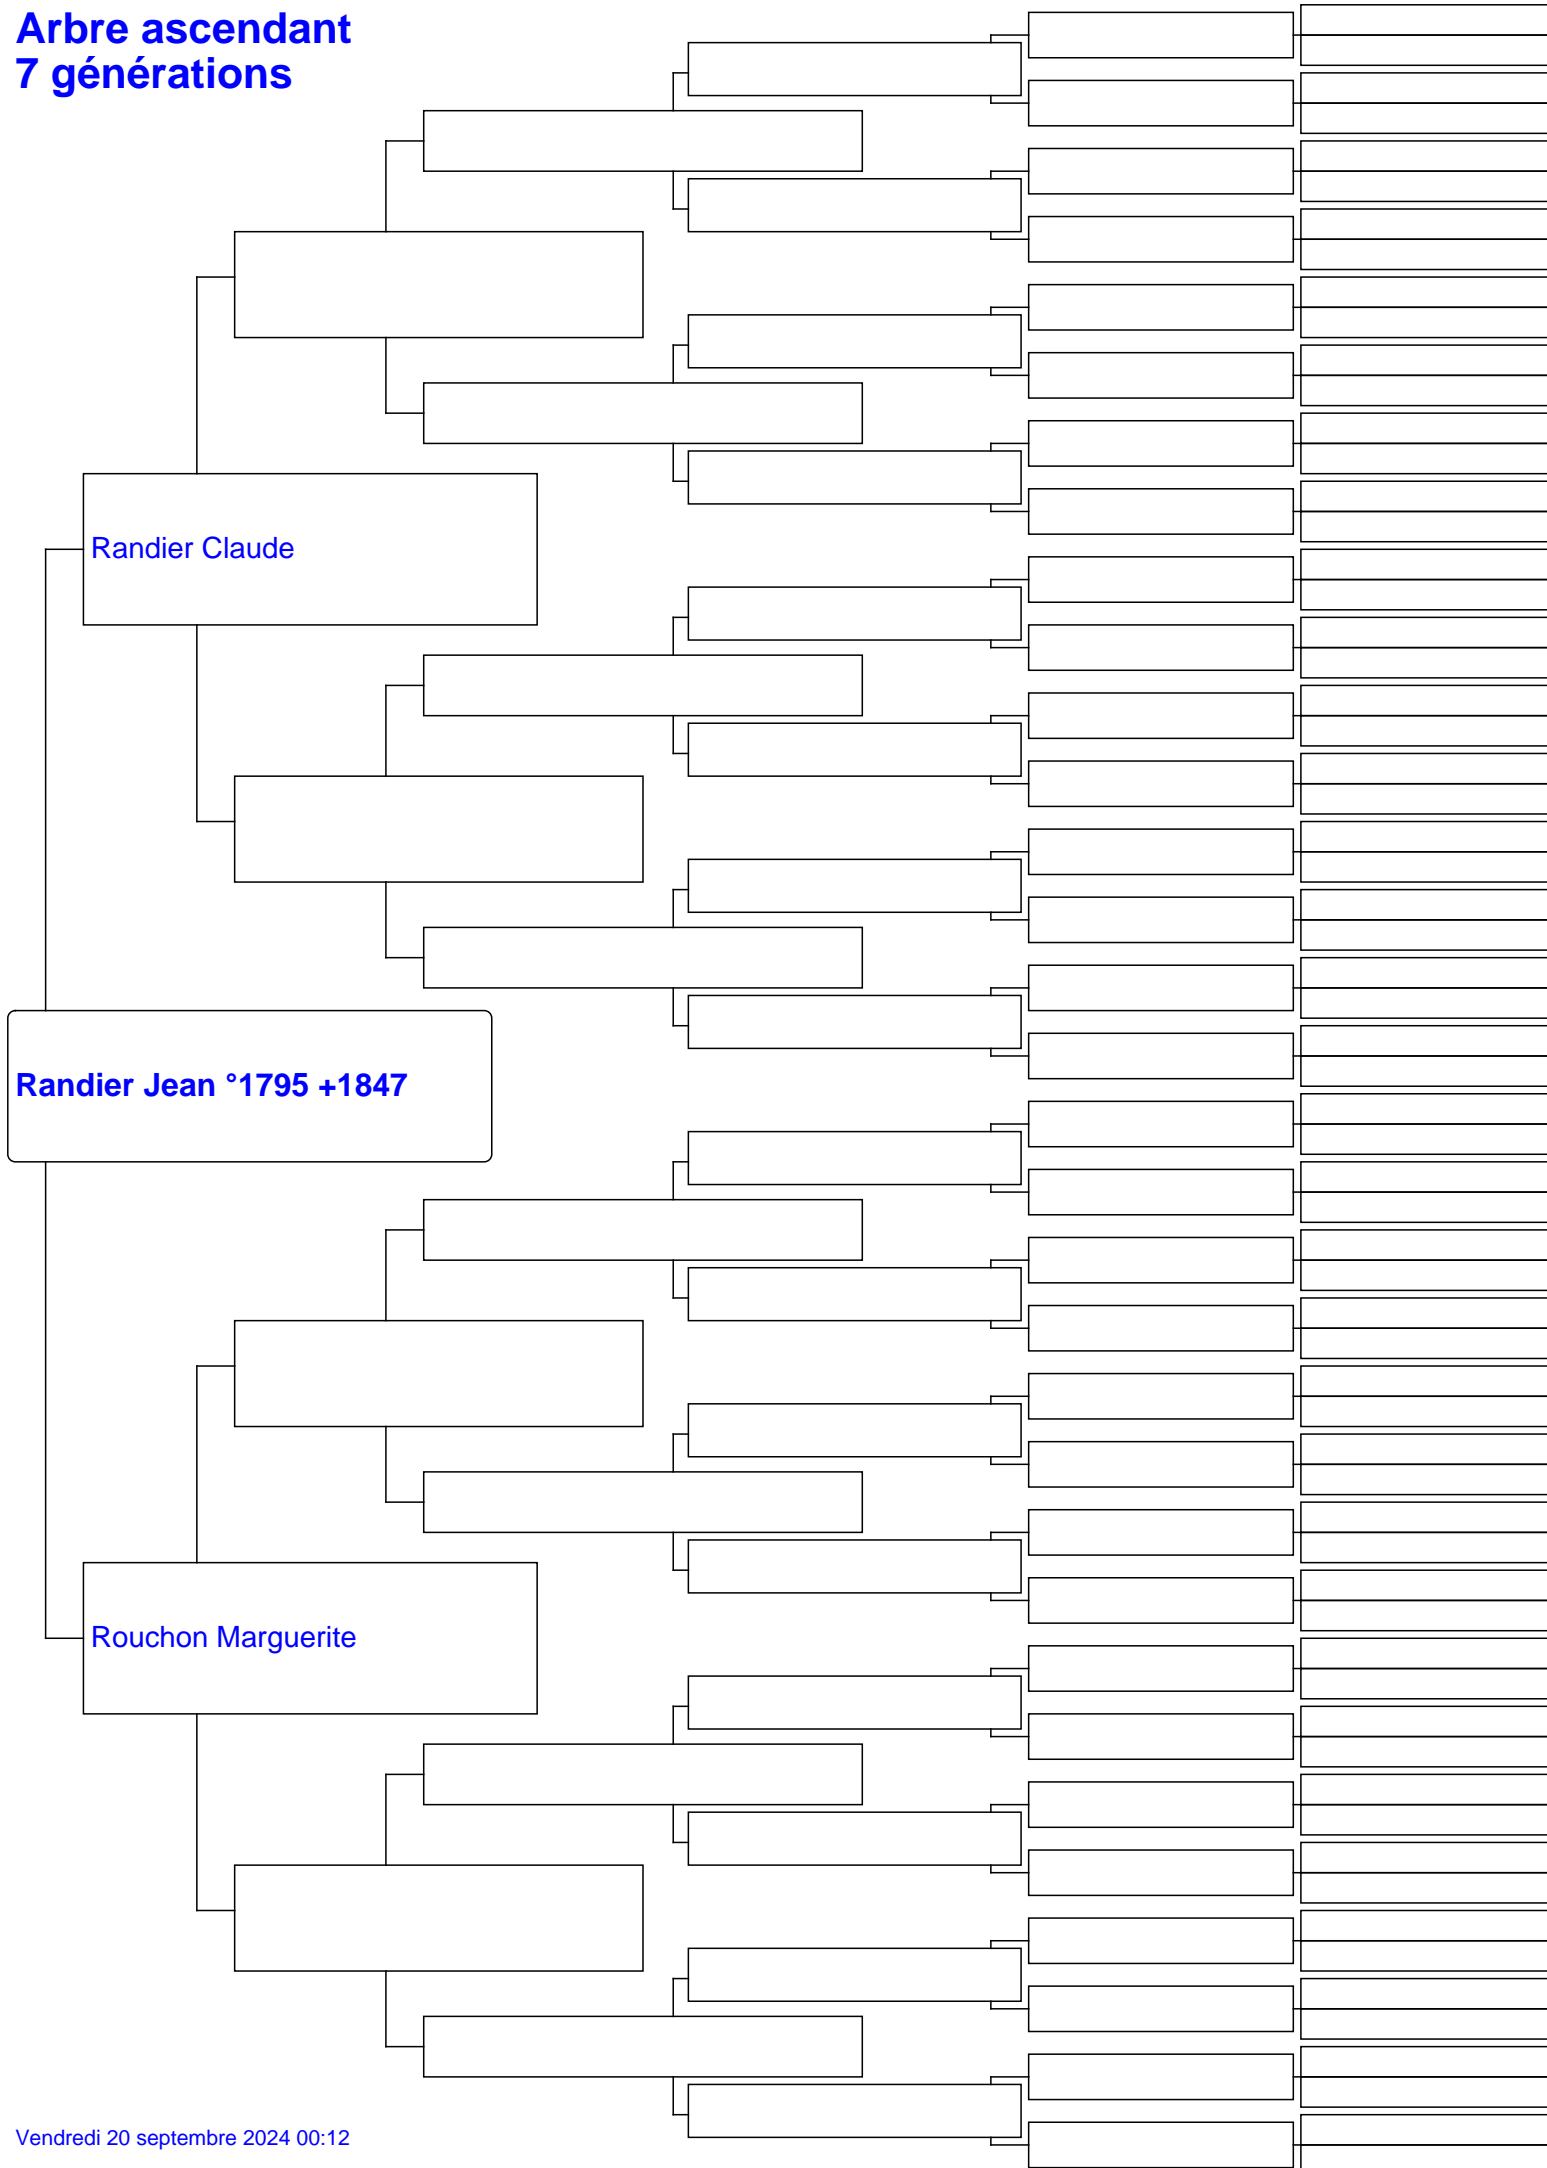 Arbre ascendant
7 générations
Randier Claude
Randier Jean °1795 +1847
Rouchon Marguerite
Vendredi 20 septembre 2024 00:12